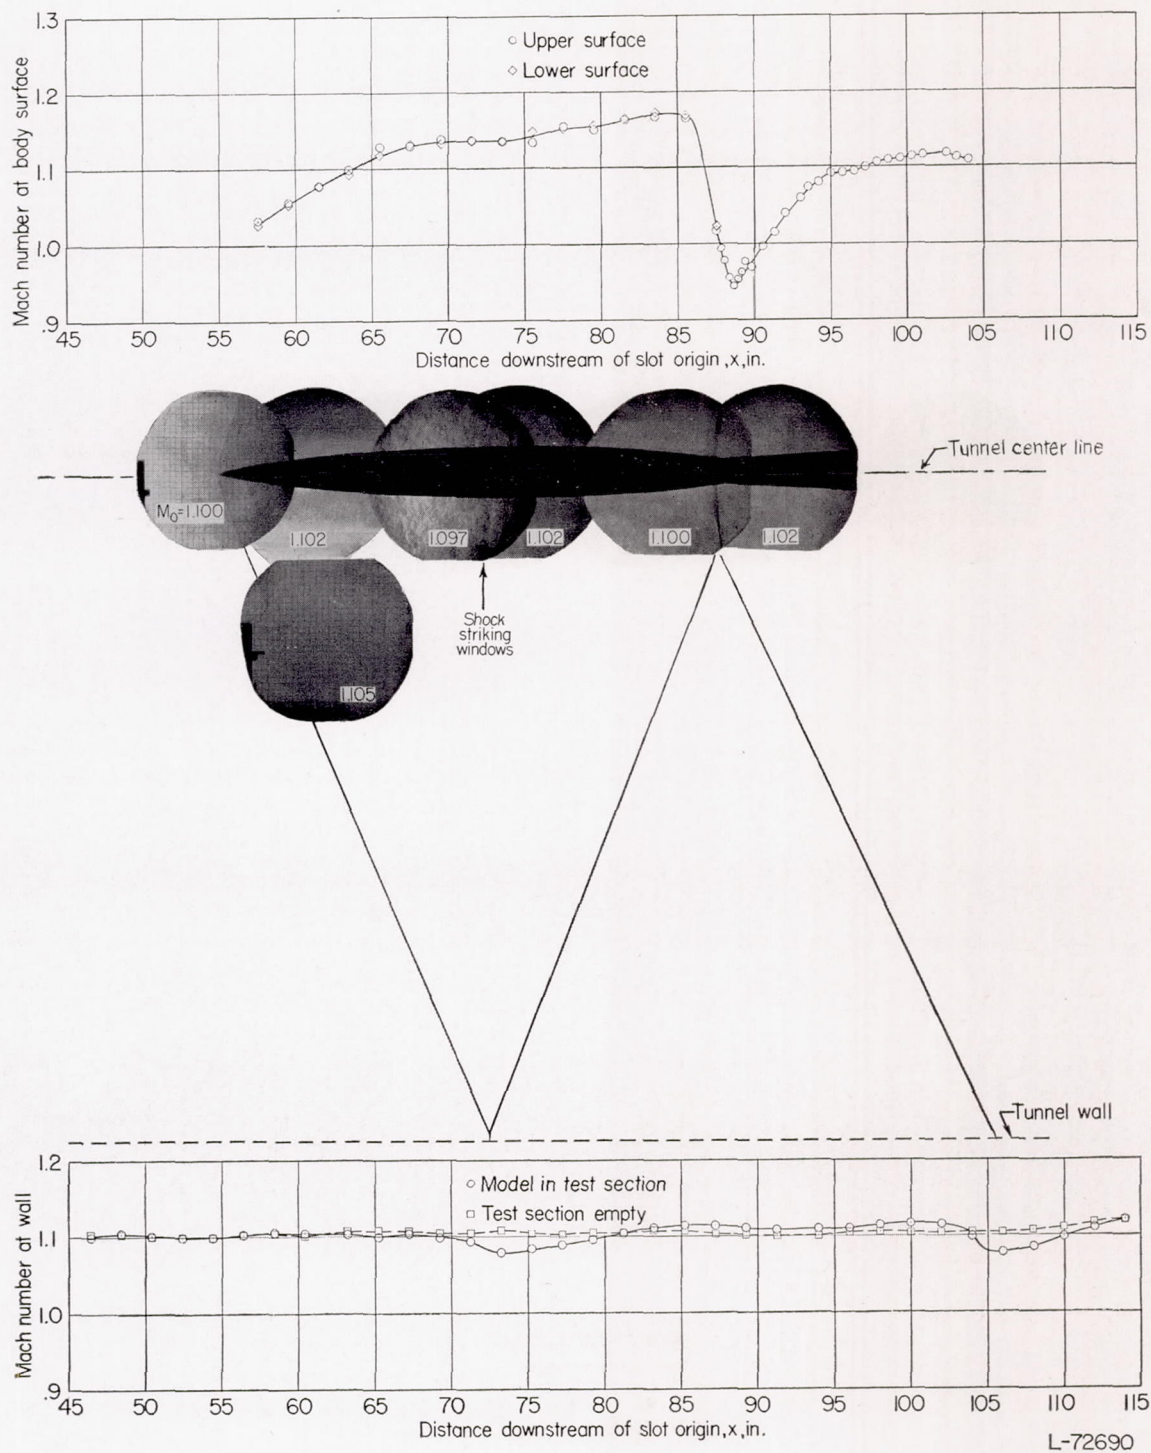 1.3
1.2
1.1
1.0
.9
Mach number at body surface
Upper surface
Lower surface
45 50 55 60 65 70 75 80 85 90 95 100 105 110 115
Distance downstream of slot origin, x, in.
Tunnel center line
M₀=1.100
1.102
1.097
1.102
1.100
1.102
Shock
striking
windows
1.105
Tunnel wall
1.2
1.1
1.0
.9
Mach number at wall
Model in test section
Test section empty
45 50 55 60 65 70 75 80 85 90 95 100 105 110 115
Distance downstream of slot origin, x, in.
L-72690